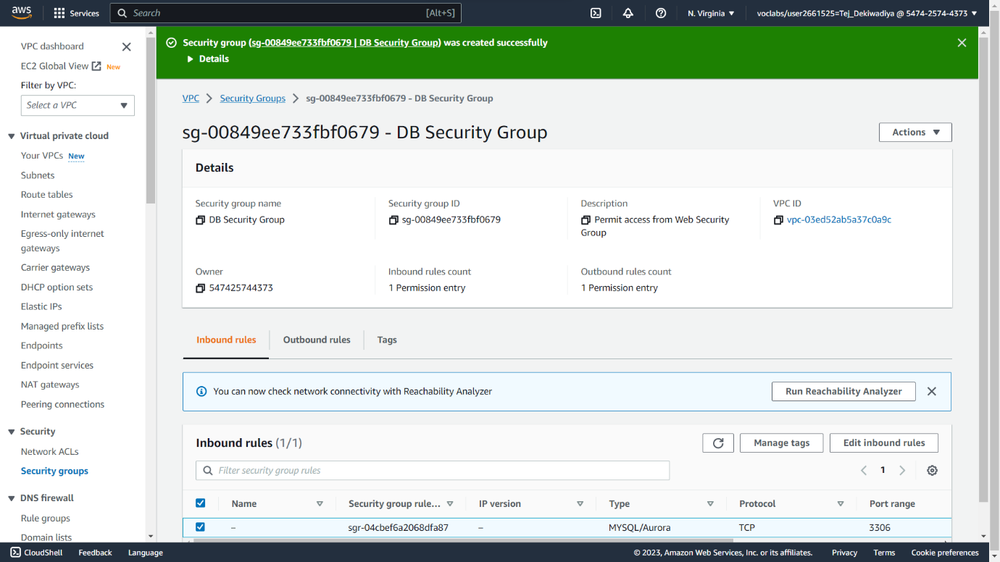 aws
Services
Search
[Alt+S]
N. Virginia
voclabs/user2661525=Tej_Dekiwadiya @ 5474-2574-4373
VPC dashboard
EC2 Global View New
Filter by VPC:
Select a VPC
Virtual private cloud
Your VPCs New
Subnets
Route tables
Internet gateways
Egress-only internet
gateways
Carrier gateways
DHCP option sets
Elastic IPs
Managed prefix lists
Endpoints
Endpoint services
NAT gateways
Peering connections
Security
Network ACLs
Security groups
DNS firewall
Rule groups
Domain lists
Security group (sg-00849ee733fbf0679 | DB Security Group) was created successfully
Details
VPC
Security Groups
sg-00849ee733fbf0679 - DB Security Group
sg-00849ee733fbf0679 - DB Security Group
Actions
Details
Security group name
DB Security Group
Security group ID
sg-00849ee733fbf0679
Description
Permit access from Web Security
Group
VPC ID
vpc-03ed52ab5a37c0a9c
Owner
547425744373
Inbound rules count
1 Permission entry
Outbound rules count
1 Permission entry
Inbound rules
Outbound rules
Tags
You can now check network connectivity with Reachability Analyzer
Run Reachability Analyzer
Inbound rules (1/1)
Manage tags
Edit inbound rules
Filter security group rules
1
Name
Security group rule...
IP version
Type
Protocol
Port range
–
sgr-04cbef6a2068dfa87
–
MYSQL/Aurora
TCP
3306
CloudShell
Feedback
Language
© 2023, Amazon Web Services, Inc. or its affiliates.
Privacy
Terms
Cookie preferences